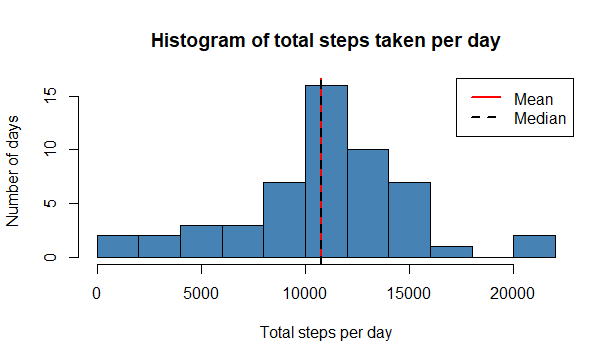 Histogram of total steps taken per day
Mean
Median
Number of days
0
5
10
15
0
5000
10000
15000
20000
Total steps per day